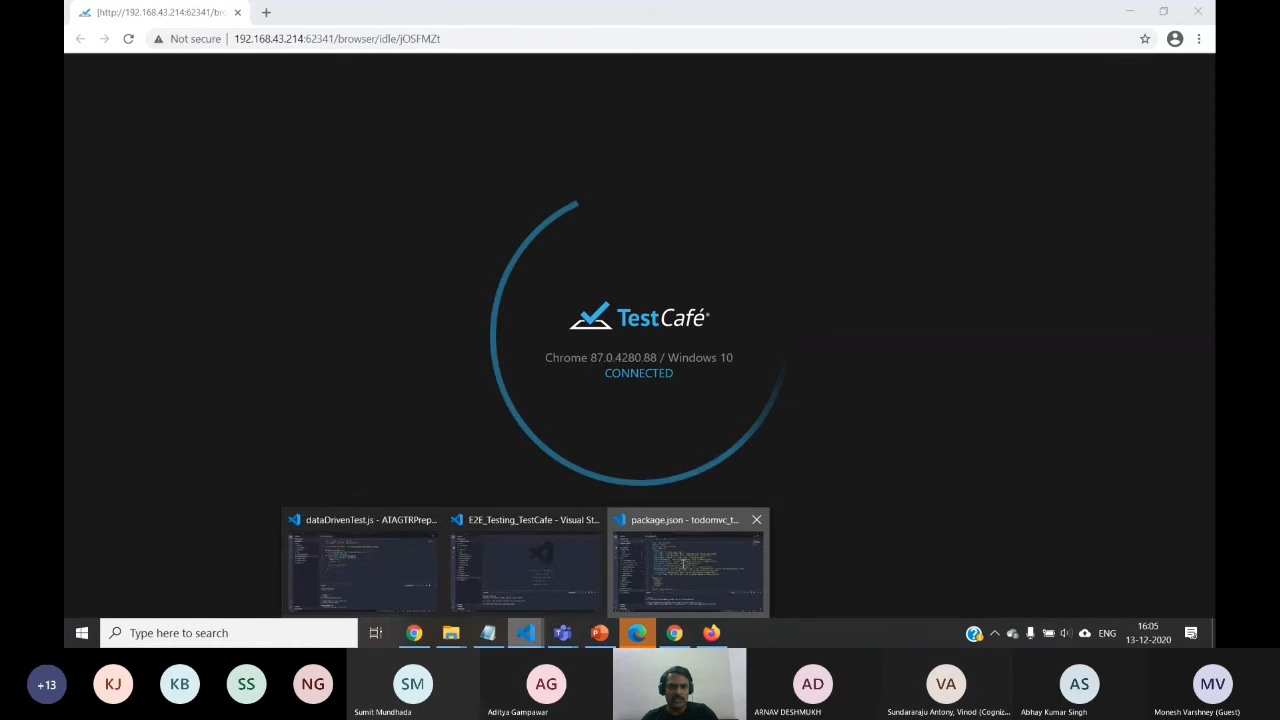 [http://192.168.43.214:62341/bro
Not secure
192.168.43.214:62341/browser/idle/jOSFMZt
TestCafé
Chrome 87.0.4280.88 / Windows 10
CONNECTED
dataDrivenTest.js - ATAGTRPrep...
E2E_Testing_TestCafe - Visual St...
package.json - todomvc_t...
Type here to search
ENG
16:05
13-12-2020
+13
KJ
KB
SS
NG
SM
AG
AD
VA
AS
MV
Sumit Mundhada
Aditya Gampawar
ARNAV DESHMUKH
Sundararaju Antony, Vinod (Cogniz...
Abhay Kumar Singh
Monesh Varshney (Guest)